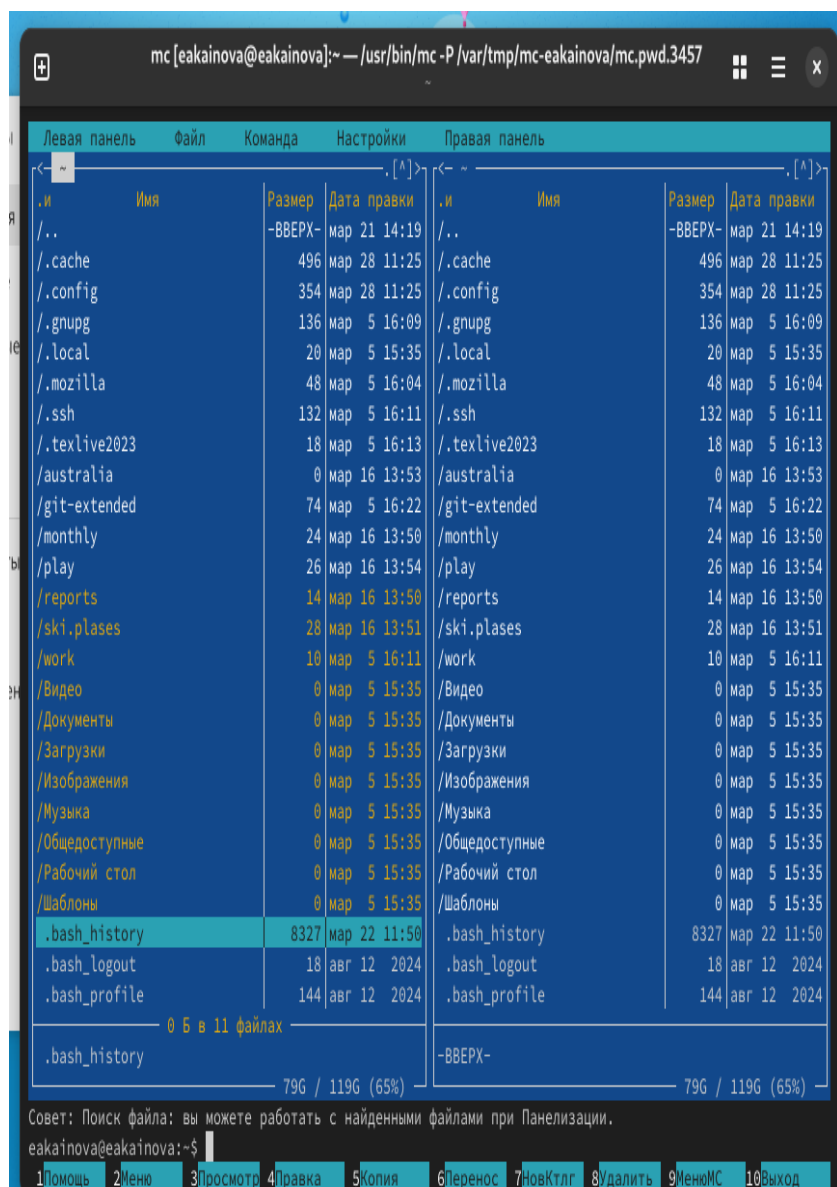 mc [eakainova@eakainova]:~ — /usr/bin/mc -P /var/tmp/mc-eakainova/mc.pwd.3457
~
Левая панель Файл Команда Настройки Правая панель
<─ ~ .[^]> <─ ~ .[^]>
.и Имя Размер Дата правки .и Имя Размер Дата правки
/.. -ВВЕРХ- мар 21 14:19 /.. -ВВЕРХ- мар 21 14:19
/.cache 496 мар 28 11:25 /.cache 496 мар 28 11:25
/.config 354 мар 28 11:25 /.config 354 мар 28 11:25
/.gnupg 136 мар 5 16:09 /.gnupg 136 мар 5 16:09
/.local 20 мар 5 15:35 /.local 20 мар 5 15:35
/.mozilla 48 мар 5 16:04 /.mozilla 48 мар 5 16:04
/.ssh 132 мар 5 16:11 /.ssh 132 мар 5 16:11
/.texlive2023 18 мар 5 16:13 /.texlive2023 18 мар 5 16:13
/australia 0 мар 16 13:53 /australia 0 мар 16 13:53
/git-extended 74 мар 5 16:22 /git-extended 74 мар 5 16:22
/monthly 24 мар 16 13:50 /monthly 24 мар 16 13:50
/play 26 мар 16 13:54 /play 26 мар 16 13:54
/reports 14 мар 16 13:50 /reports 14 мар 16 13:50
/ski.plases 28 мар 16 13:51 /ski.plases 28 мар 16 13:51
/work 10 мар 5 16:11 /work 10 мар 5 16:11
/Видео 0 мар 5 15:35 /Видео 0 мар 5 15:35
/Документы 0 мар 5 15:35 /Документы 0 мар 5 15:35
/Загрузки 0 мар 5 15:35 /Загрузки 0 мар 5 15:35
/Изображения 0 мар 5 15:35 /Изображения 0 мар 5 15:35
/Музыка 0 мар 5 15:35 /Музыка 0 мар 5 15:35
/Общедоступные 0 мар 5 15:35 /Общедоступные 0 мар 5 15:35
/Рабочий стол 0 мар 5 15:35 /Рабочий стол 0 мар 5 15:35
/Шаблоны 0 мар 5 15:35 /Шаблоны 0 мар 5 15:35
.bash_history 8327 мар 22 11:50 .bash_history 8327 мар 22 11:50
.bash_logout 18 авг 12 2024 .bash_logout 18 авг 12 2024
.bash_profile 144 авг 12 2024 .bash_profile 144 авг 12 2024
0 Б в 11 файлах
.bash_history -ВВЕРХ-
79G / 119G (65%) 79G / 119G (65%)
Совет: Поиск файла: вы можете работать с найденными файлами при Панелизации.
eakainova@eakainova:~$
1Помощь 2Меню 3Просмотр 4Правка 5Копия 6Перенос 7НовКтлг 8Удалить 9МенюМС 10Выход